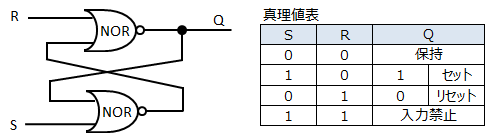 R
NOR
Q
NOR
S
真理値表
S R Q
0 0 保持
1 0 1 セット
0 1 0 リセット
1 1 入力禁止